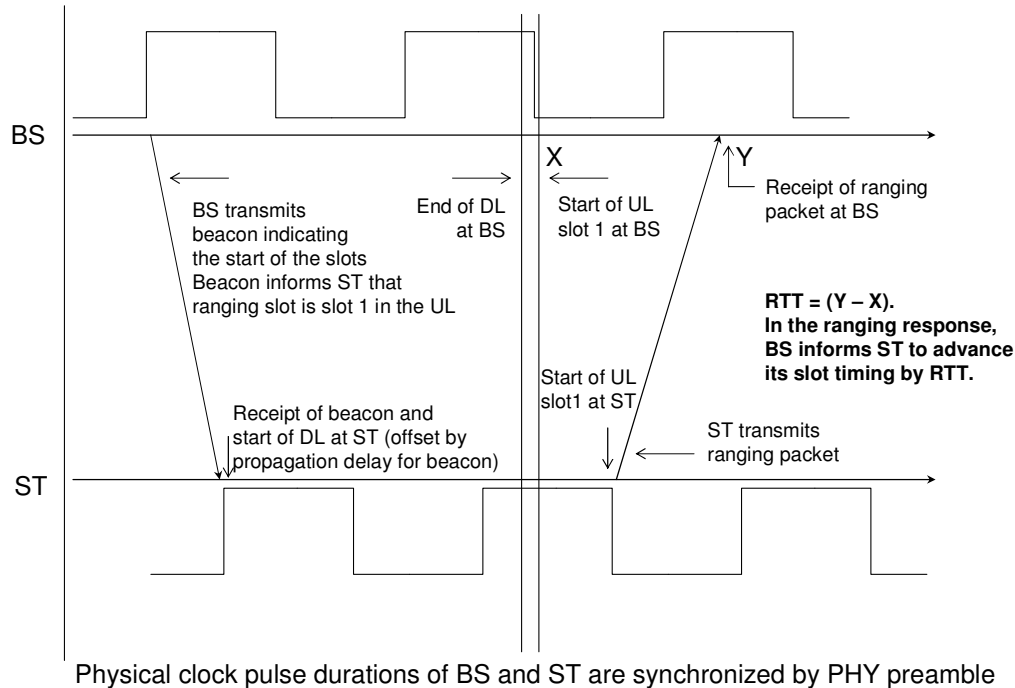 BS
X
Y
BS transmits
beacon indicating
the start of the slots
Beacon informs ST that
ranging slot is slot 1 in the UL
End of DL
at BS
Start of UL
slot 1 at BS
Receipt of ranging
packet at BS
RTT = (Y – X).
In the ranging response,
BS informs ST to advance
its slot timing by RTT.
Start of UL
slot1 at ST
Receipt of beacon and
start of DL at ST (offset by
propagation delay for beacon)
ST transmits
ranging packet
ST
Physical clock pulse durations of BS and ST are synchronized by PHY preamble